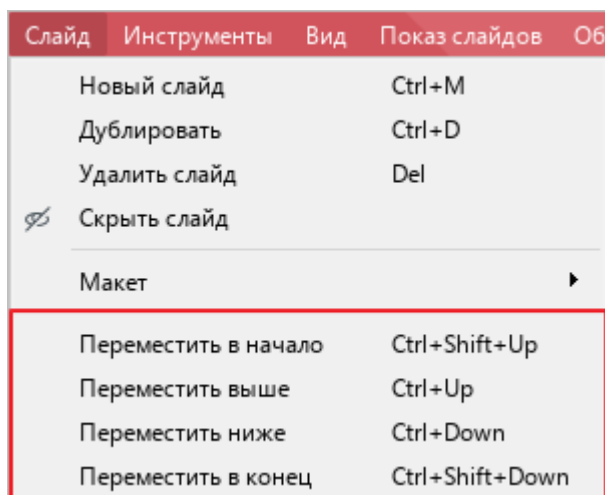 Слайд Инструменты Вид Показ слайдов Об
Новый слайд Ctrl+M
Дублировать Ctrl+D
Удалить слайд Del
Скрыть слайд
Макет
Переместить в начало Ctrl+Shift+Up
Переместить выше Ctrl+Up
Переместить ниже Ctrl+Down
Переместить в конец Ctrl+Shift+Down